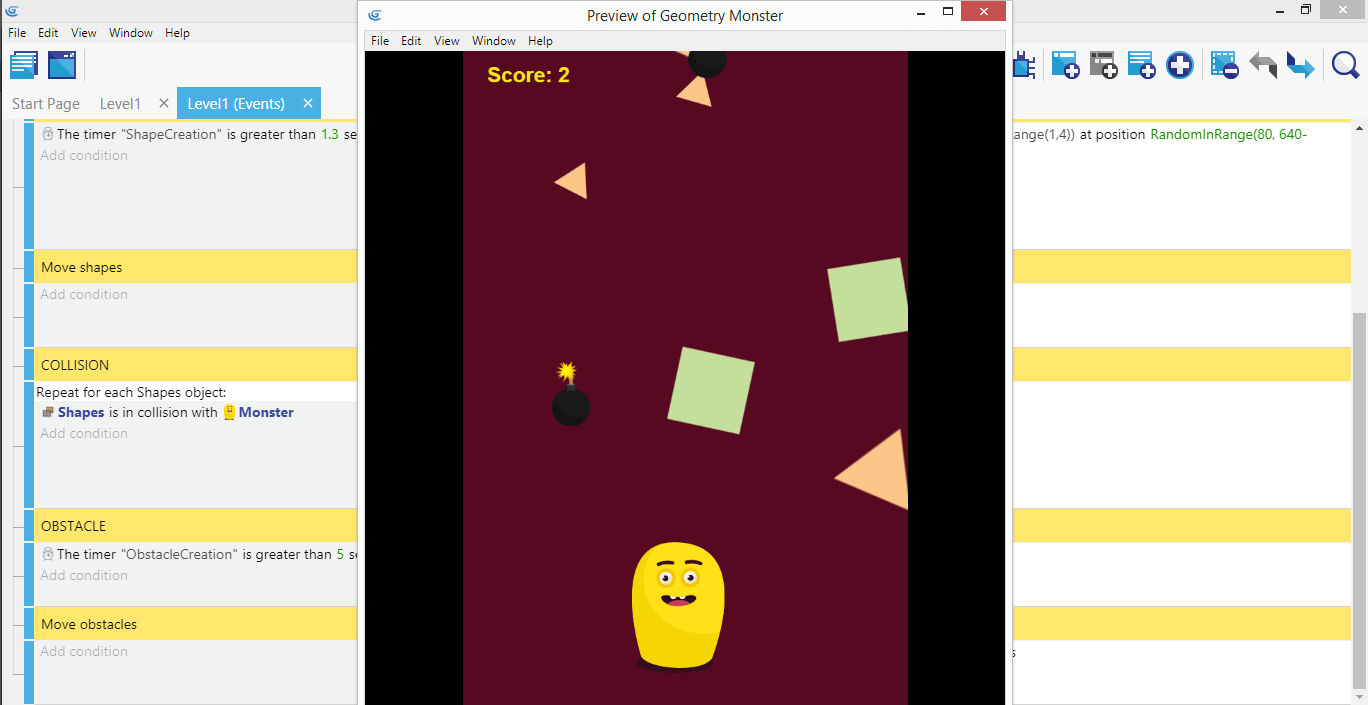 Preview of Geometry Monster
File Edit View Window Help
File Edit View Window Help
Start Page Level1 Level1 (Events)
Score: 2
The timer "ShapeCreation" is greater than 1.3 se
ange(1,4)) at position RandomInRange(80, 640-
Add condition
Move shapes
Add condition
COLLISION
Repeat for each Shapes object:
Shapes is in collision with Monster
Add condition
OBSTACLE
The timer "ObstacleCreation" is greater than 5 se
Add condition
Move obstacles
Add condition
s